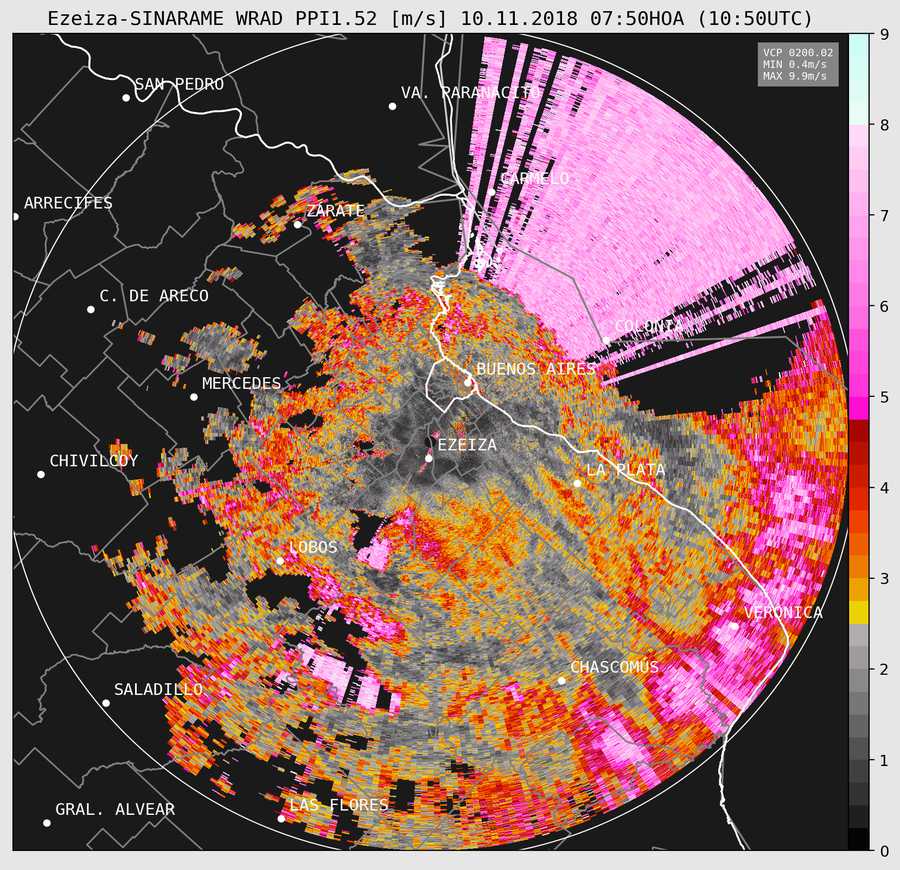 Ezeiza-SINARAME WRAD PPI1.52 [m/s] 10.11.2018 07:50HOA (10:50UTC)
VCP 0200.02
MIN 0.4m/s
MAX 9.9m/s
SAN PEDRO
VA. PARANACITO
CARMELO
ARRECIFES
ZARATE
C. DE ARECO
COLONIA
MERCEDES
BUENOS AIRES
EZEIZA
CHIVILCOY
LA PLATA
LOBOS
VERONICA
CHASCOMUS
SALADILLO
GRAL. ALVEAR
LAS FLORES
9
8
7
6
5
4
3
2
1
0